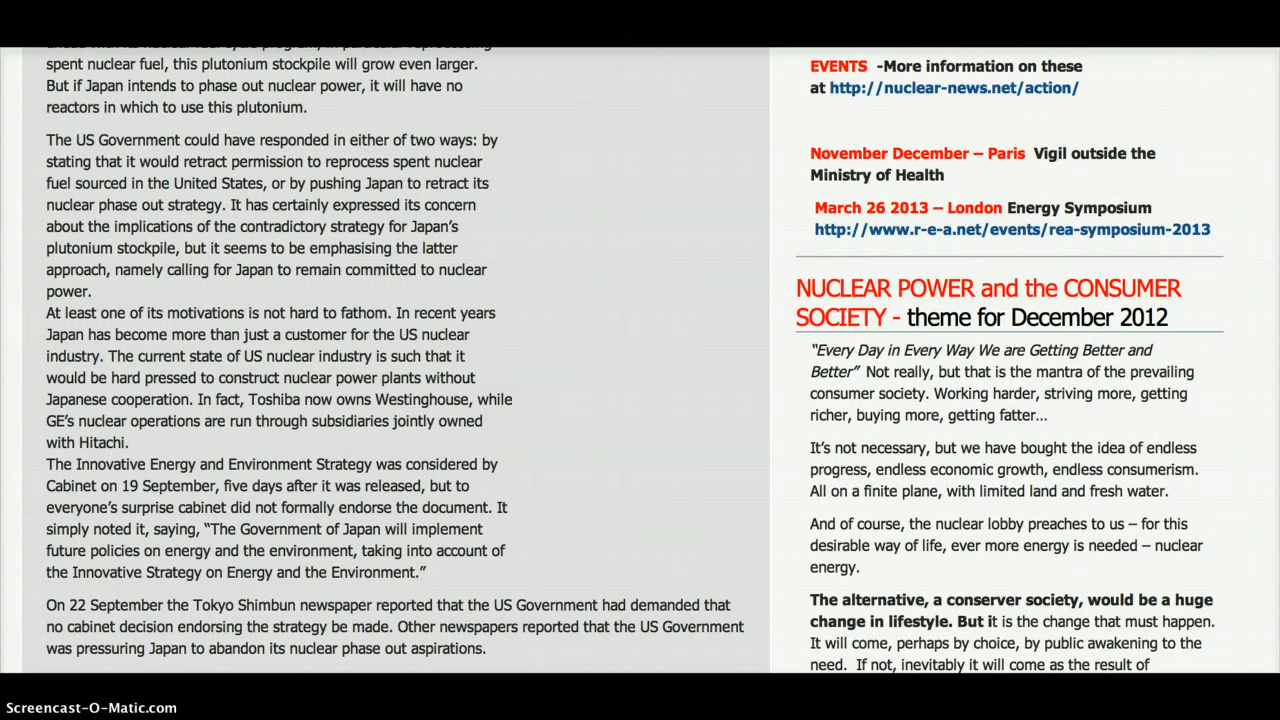 spent nuclear fuel, this plutonium stockpile will grow even larger.
But if Japan intends to phase out nuclear power, it will have no
reactors in which to use this plutonium.
The US Government could have responded in either of two ways: by
stating that it would retract permission to reprocess spent nuclear
fuel sourced in the United States, or by pushing Japan to retract its
nuclear phase out strategy. It has certainly expressed its concern
about the implications of the contradictory strategy for Japan’s
plutonium stockpile, but it seems to be emphasising the latter
approach, namely calling for Japan to remain committed to nuclear
power.
At least one of its motivations is not hard to fathom. In recent years
Japan has become more than just a customer for the US nuclear
industry. The current state of US nuclear industry is such that it
would be hard pressed to construct nuclear power plants without
Japanese cooperation. In fact, Toshiba now owns Westinghouse, while
GE’s nuclear operations are run through subsidiaries jointly owned
with Hitachi.
The Innovative Energy and Environment Strategy was considered by
Cabinet on 19 September, five days after it was released, but to
everyone’s surprise cabinet did not formally endorse the document. It
simply noted it, saying, “The Government of Japan will implement
future policies on energy and the environment, taking into account of
the Innovative Strategy on Energy and the Environment.”
On 22 September the Tokyo Shimbun newspaper reported that the US Government had demanded that
no cabinet decision endorsing the strategy be made. Other newspapers reported that the US Government
was pressuring Japan to abandon its nuclear phase out aspirations.
EVENTS -More information on these
at http://nuclear-news.net/action/
November December – Paris Vigil outside the
Ministry of Health
March 26 2013 – London Energy Symposium
http://www.r-e-a.net/events/rea-symposium-2013
NUCLEAR POWER and the CONSUMER
SOCIETY - theme for December 2012
“Every Day in Every Way We are Getting Better and
Better” Not really, but that is the mantra of the prevailing
consumer society. Working harder, striving more, getting
richer, buying more, getting fatter…
It’s not necessary, but we have bought the idea of endless
progress, endless economic growth, endless consumerism.
All on a finite plane, with limited land and fresh water.
And of course, the nuclear lobby preaches to us – for this
desirable way of life, ever more energy is needed – nuclear
energy.
The alternative, a conserver society, would be a huge
change in lifestyle. But it is the change that must happen.
It will come, perhaps by choice, by public awakening to the
need. If not, inevitably it will come as the result of
Screencast-O-Matic.com